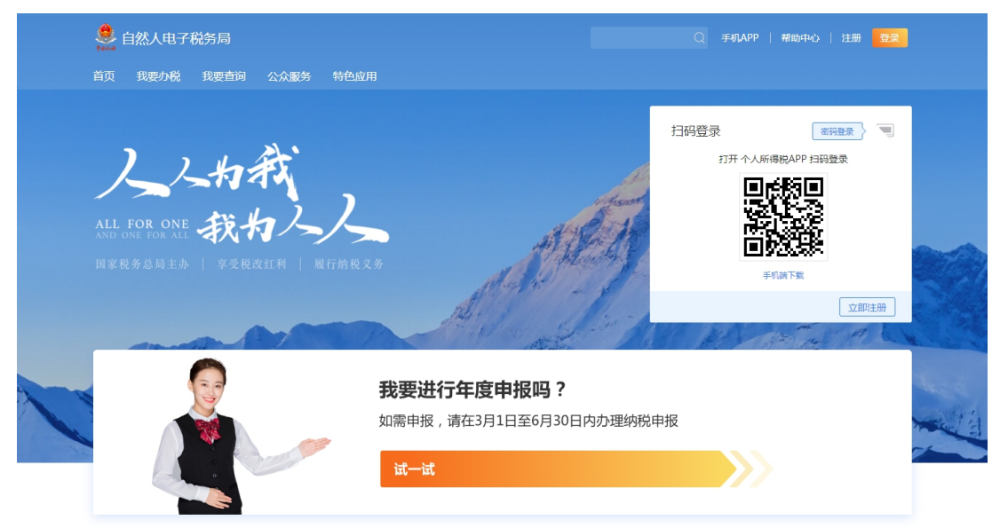 自然人电子税务局
手机APP | 帮助中心 | 注册 登录
首页 我要办税 我要查询 公众服务 特色应用
人人为我
ALL FOR ONE
AND ONE FOR ALL
我为人人
国家税务总局主办 | 享受税改红利 | 履行纳税义务
扫码登录 密码登录
打开 个人所得税APP 扫码登录
手机端下载
立即注册
我要进行年度申报吗？
如需申报，请在3月1日至6月30日内办理纳税申报
试一试